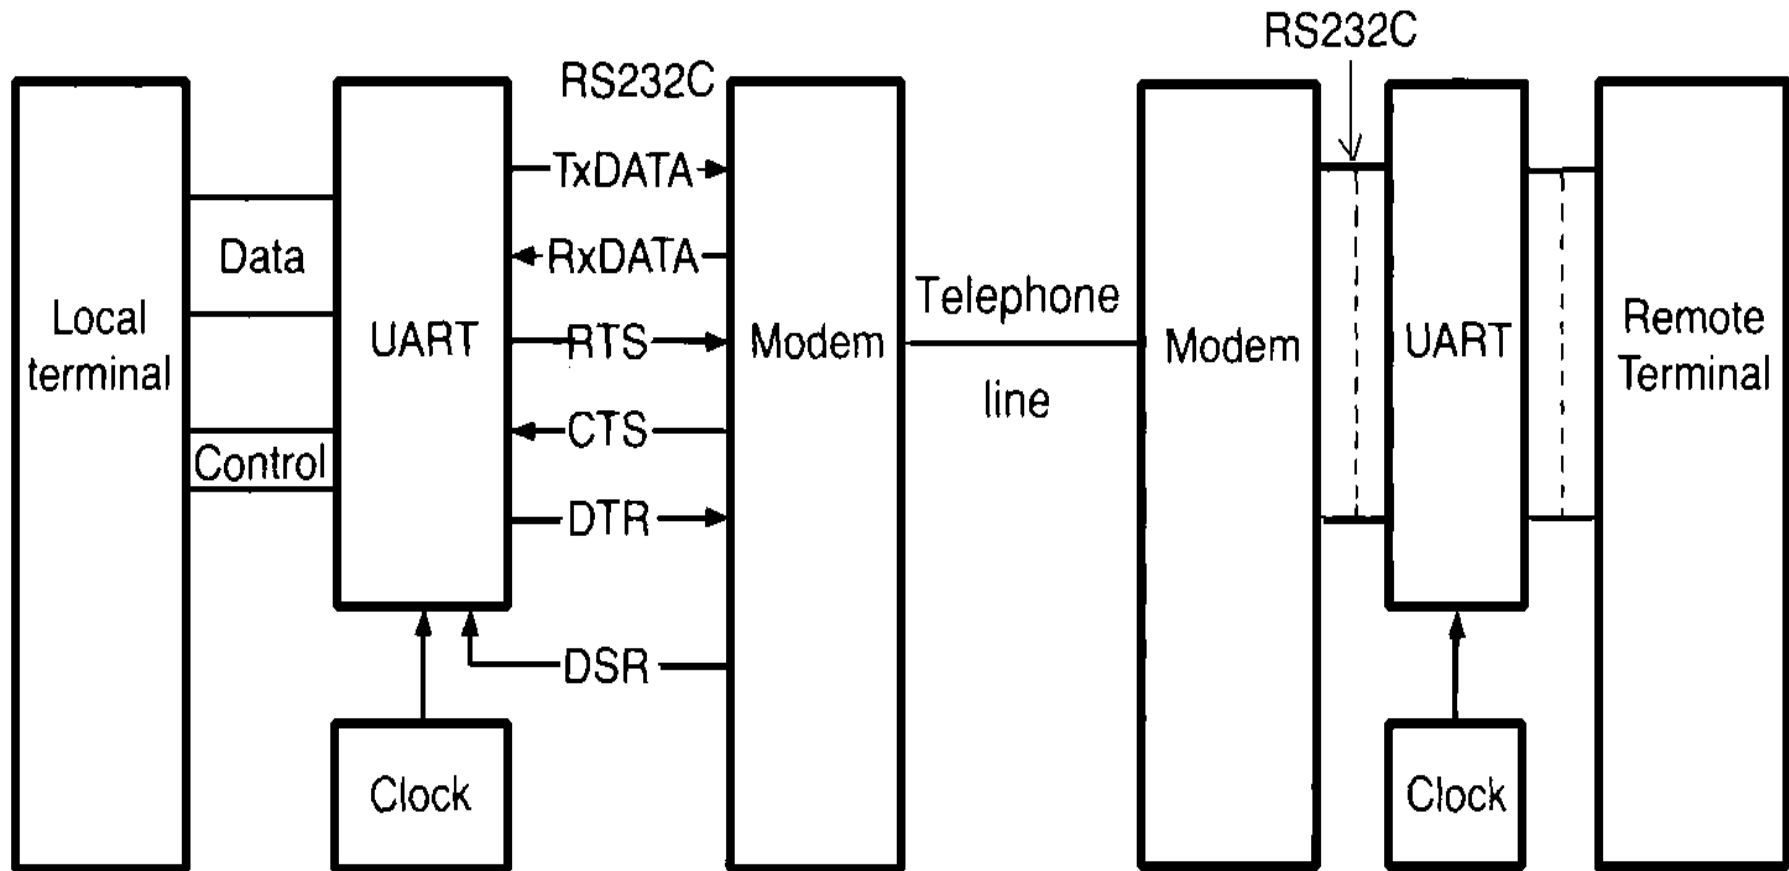 RS232C
RS232C
Local
terminal
Data
Control
UART
TxDATA
RxDATA
RTS
CTS
DTR
DSR
Clock
Modem
Telephone
line
Modem
UART
Clock
Remote
Terminal